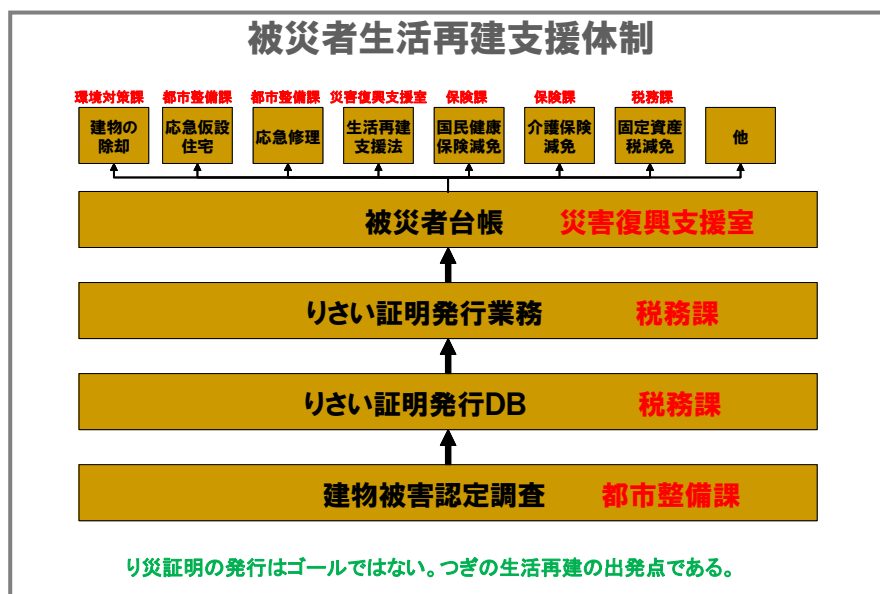 被災者生活再建支援体制
環境対策課
都市整備課
都市整備課
災害復興支援室
保険課
保険課
税務課
建物の
除却
応急仮設
住宅
応急修理
生活再建
支援法
国民健康
保険減免
介護保険
減免
固定資産
税減免
他
被災者台帳 災害復興支援室
りさい証明発行業務 税務課
りさい証明発行DB 税務課
建物被害認定調査 都市整備課
り災証明の発行はゴールではない。つぎの生活再建の出発点である。